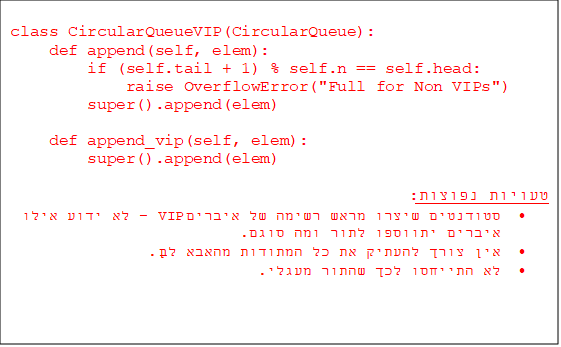 class CircularQueueVIP(CircularQueue):
    def append(self, elem):
        if (self.tail + 1) % self.n == self.head:
            raise OverflowError("Full for Non VIPs")
        super().append(elem)
    def append_vip(self, elem):
        super().append(elem)
טעויות נפוצות:
• סטודנטים שיצרו מראש רשימה של איברים VIP – לא ידוע אילו
איברים יתווספו לתור ומה סוגם.
• אין צורך להעתיק את כל המתודות מהאבא לבן.
• לא התייחסו לכך שהתור מעגלי.